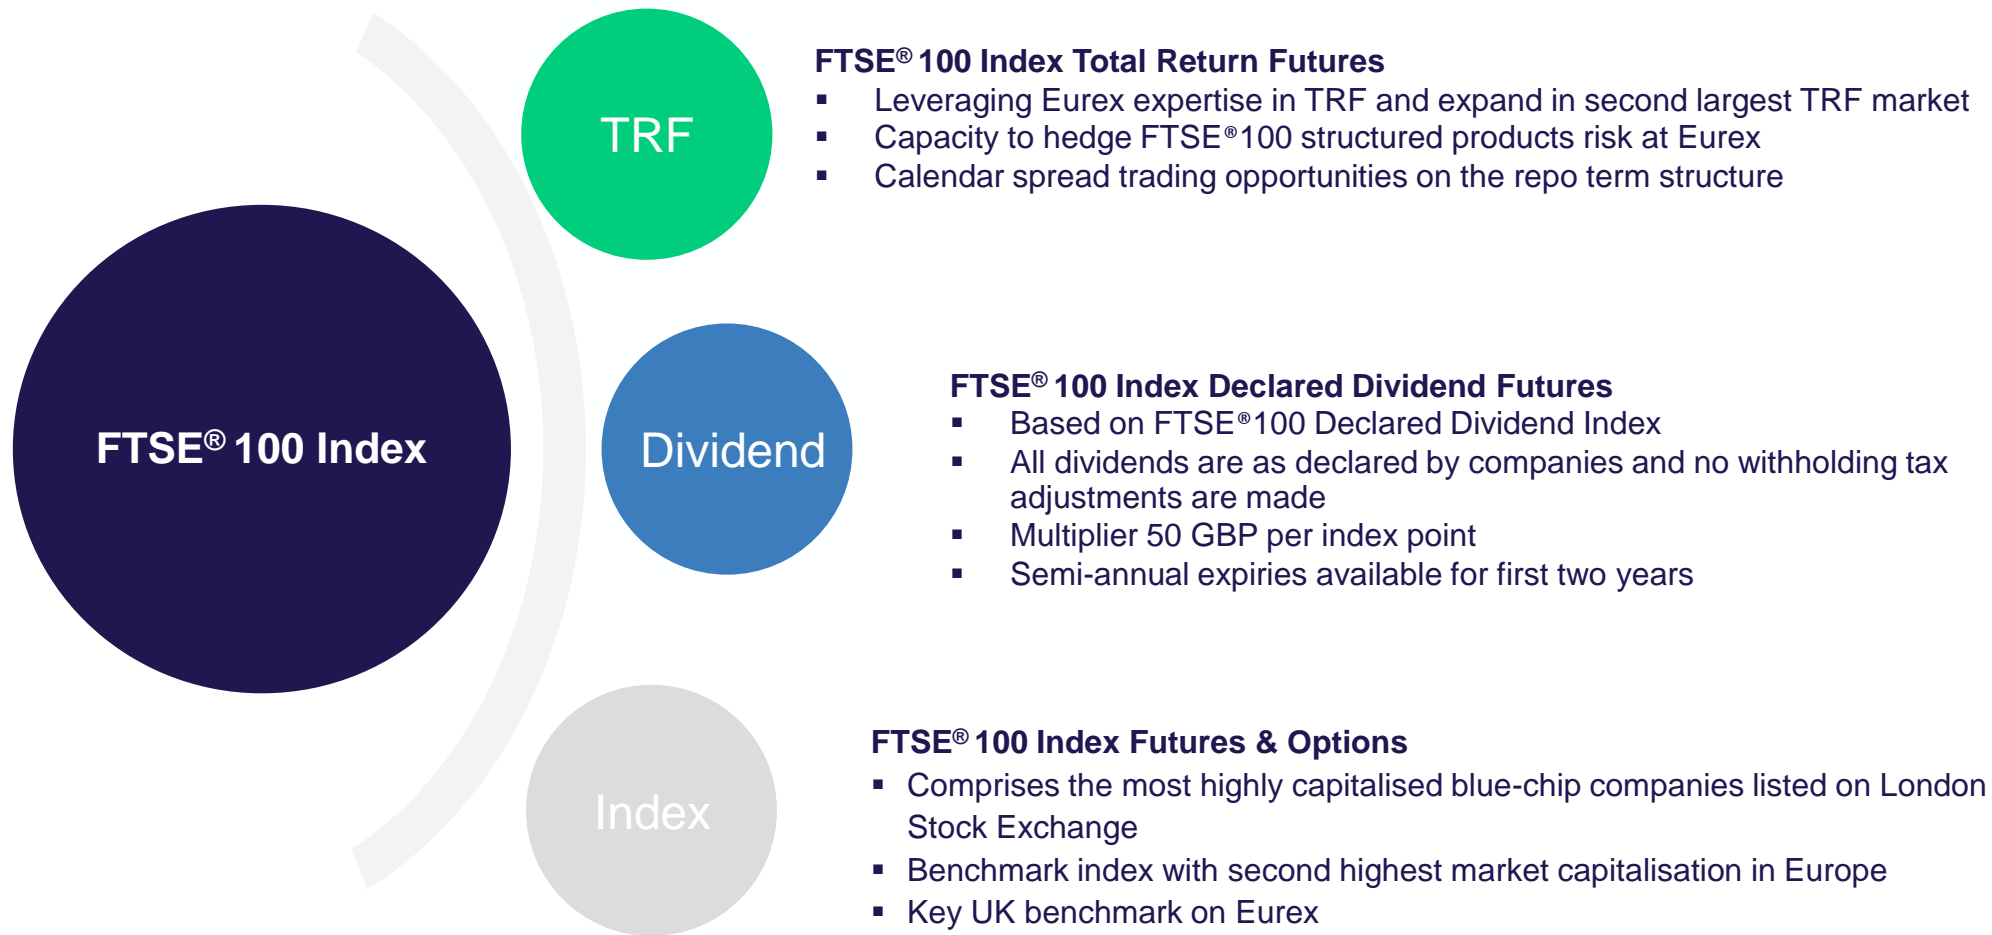 TRF
FTSE® 100 Index Total Return Futures
▪ Leveraging Eurex expertise in TRF and expand in second largest TRF market
▪ Capacity to hedge FTSE®100 structured products risk at Eurex
▪ Calendar spread trading opportunities on the repo term structure
FTSE® 100 Index
Dividend
FTSE® 100 Index Declared Dividend Futures
▪ Based on FTSE®100 Declared Dividend Index
▪ All dividends are as declared by companies and no withholding tax
adjustments are made
▪ Multiplier 50 GBP per index point
▪ Semi-annual expiries available for first two years
Index
FTSE® 100 Index Futures & Options
▪ Comprises the most highly capitalised blue-chip companies listed on London
Stock Exchange
▪ Benchmark index with second highest market capitalisation in Europe
▪ Key UK benchmark on Eurex